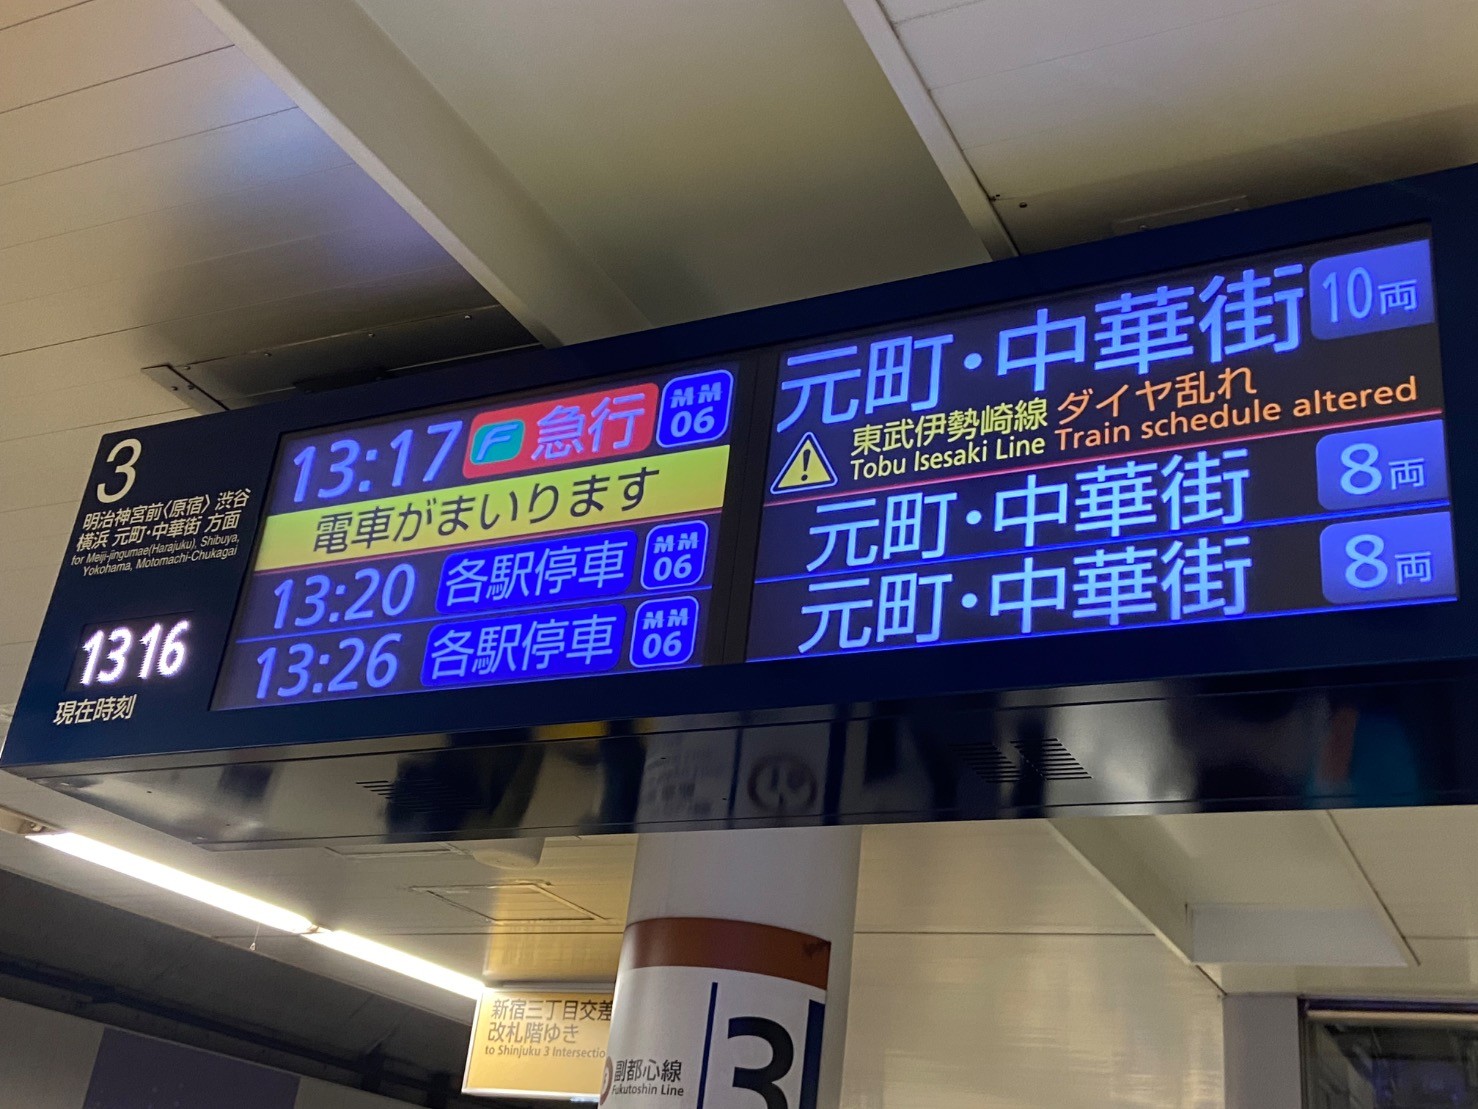 3
明治神宮前〈原宿〉 渋谷
横浜 元町・中華街 方面
for Meiji-jingumae(Harajuku), Shibuya,
Yokohama, Motomachi-Chukagai
13 16
現在時刻
13:17 F 急行 MM 06 元町・中華街 10両
電車がまいります
東武伊勢崎線 ダイヤ乱れ
Tobu Isesaki Line Train schedule altered
13:20 各駅停車 MM 06 元町・中華街 8両
13:26 各駅停車 MM 06 元町・中華街 8両
新宿三丁目交差
改札階ゆき
to Shinjuku 3 Intersectio
副都心線
Fukutoshin Line
3